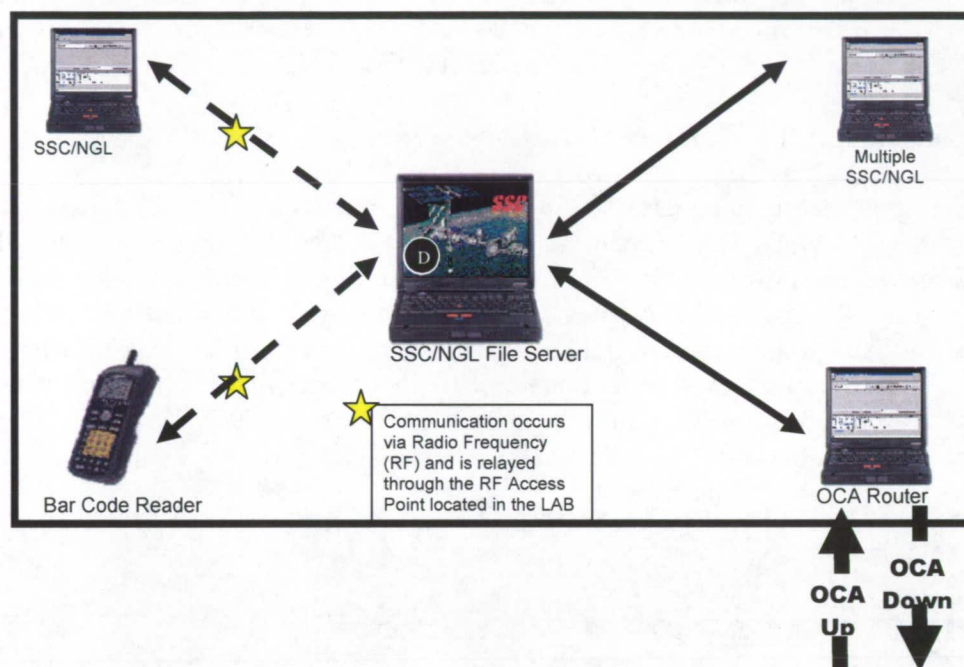 SSC/NGL
Multiple
SSC/NGL
D
SSC/NGL File Server
Communication occurs
via Radio Frequency
(RF) and is relayed
through the RF Access
Point located in the LAB
Bar Code Reader
OCA Router
OCA
Up
OCA
Down